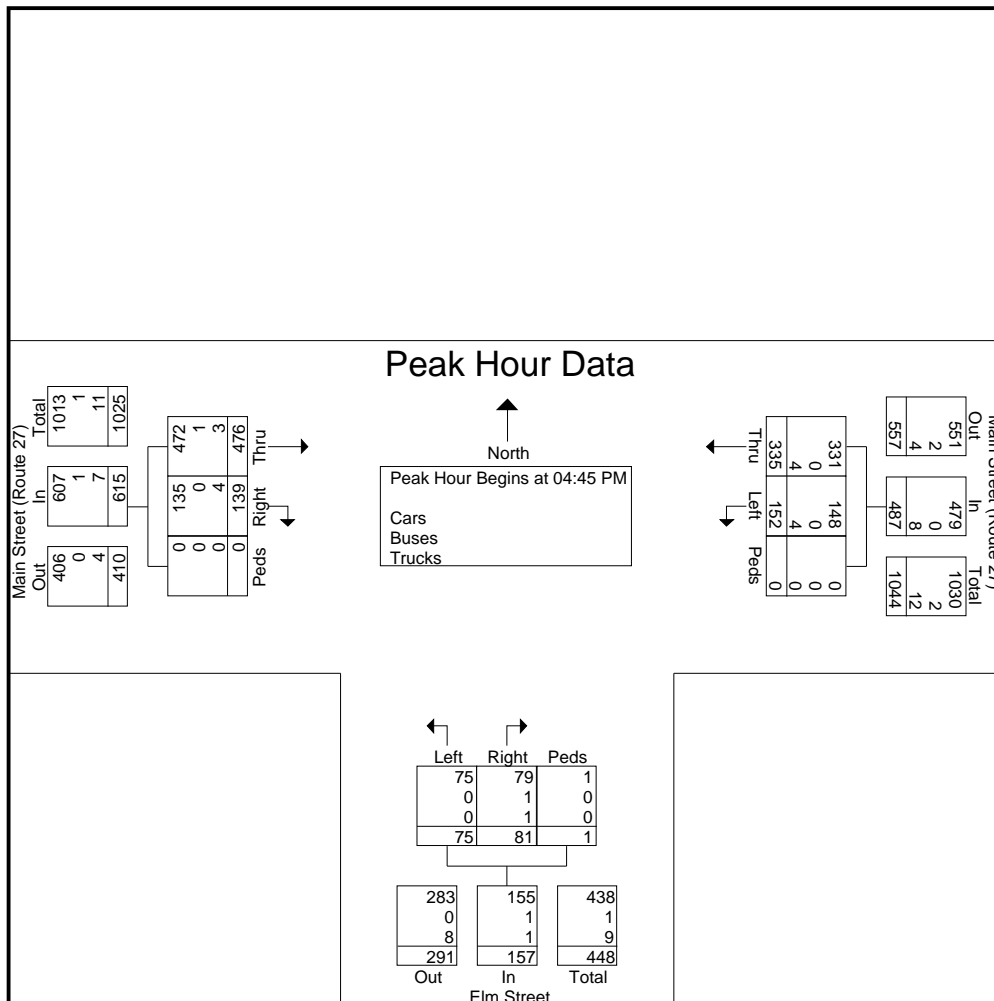 Peak Hour Data
North
Peak Hour Begins at 04:45 PM
Cars
Buses
Trucks
Main Street (Route 27)
Out In Total
406 607 1013
0 1 1
4 7 11
410 615 1025
472 135 0
1 0 0
3 4 0
476 139 0
Thru Right Peds
Main Street (Route 27)
Out In Total
551 479 1030
2 0 2
4 8 12
557 487 1044
331 148 0
0 0 0
4 4 0
335 152 0
Thru Left Peds
Left Right Peds
75 79 1
0 1 0
0 1 0
75 81 1
283 155 438
0 1 1
8 1 9
291 157 448
Out In Total
Elm Street